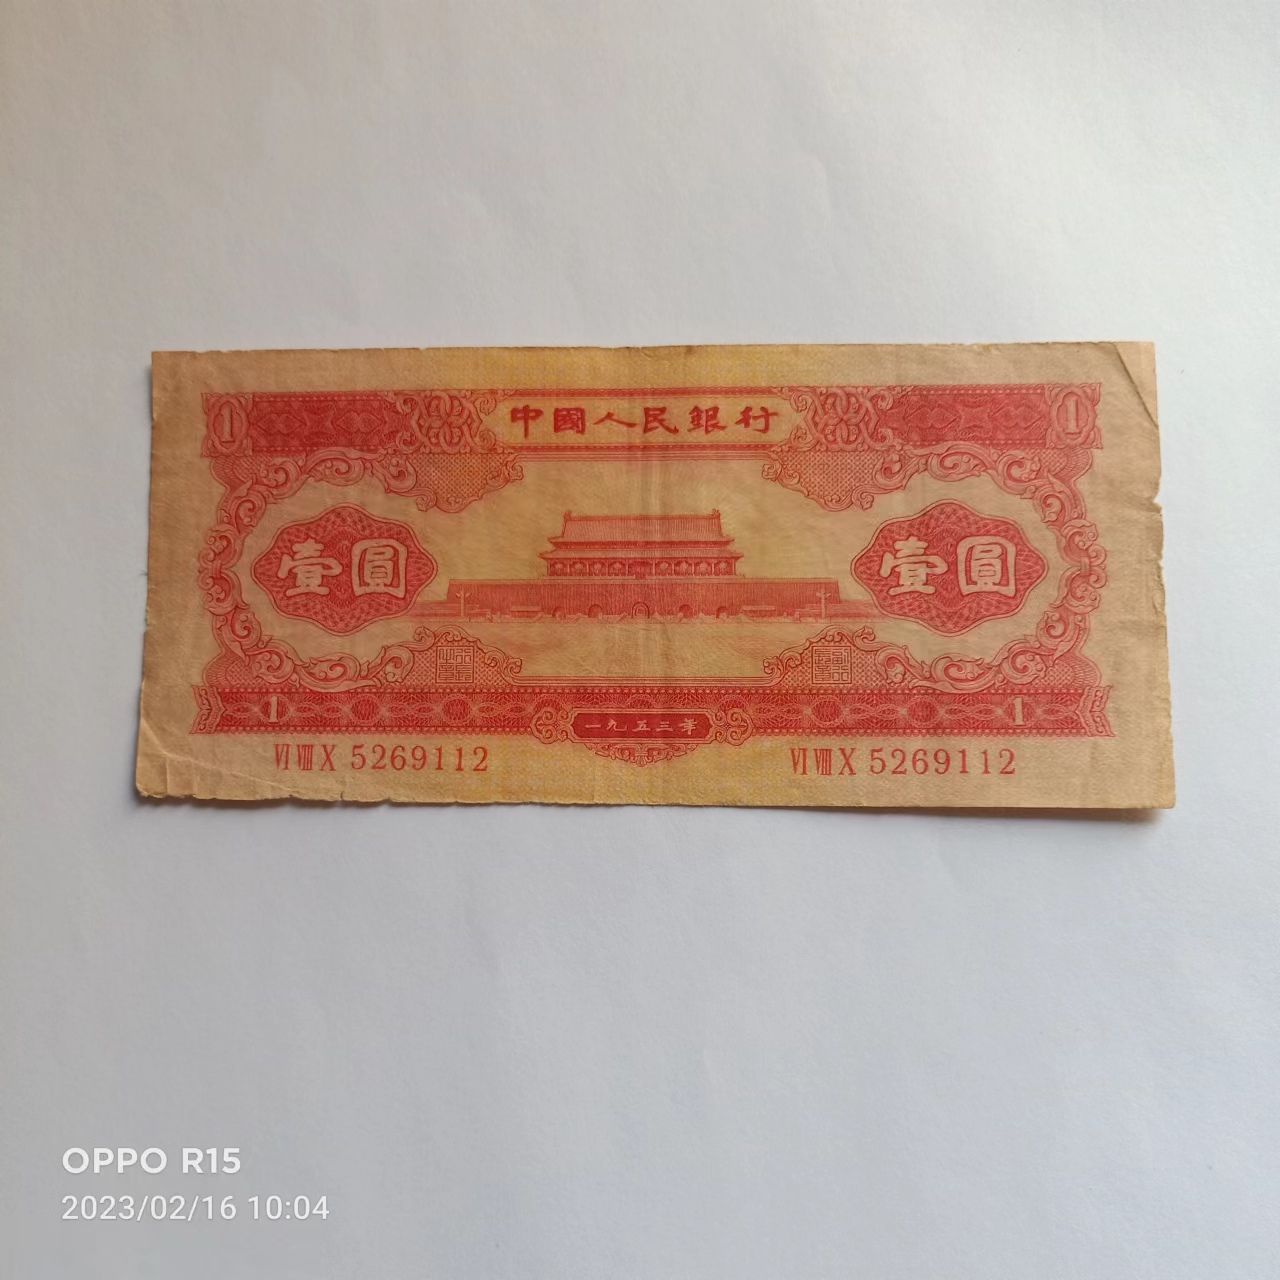 1 中國人民銀行 1
壹圓 壹圓
1 一九五三年 1
VI VIII X 5269112 VI VIII X 5269112
OPPO R15
2023/02/16 10:04